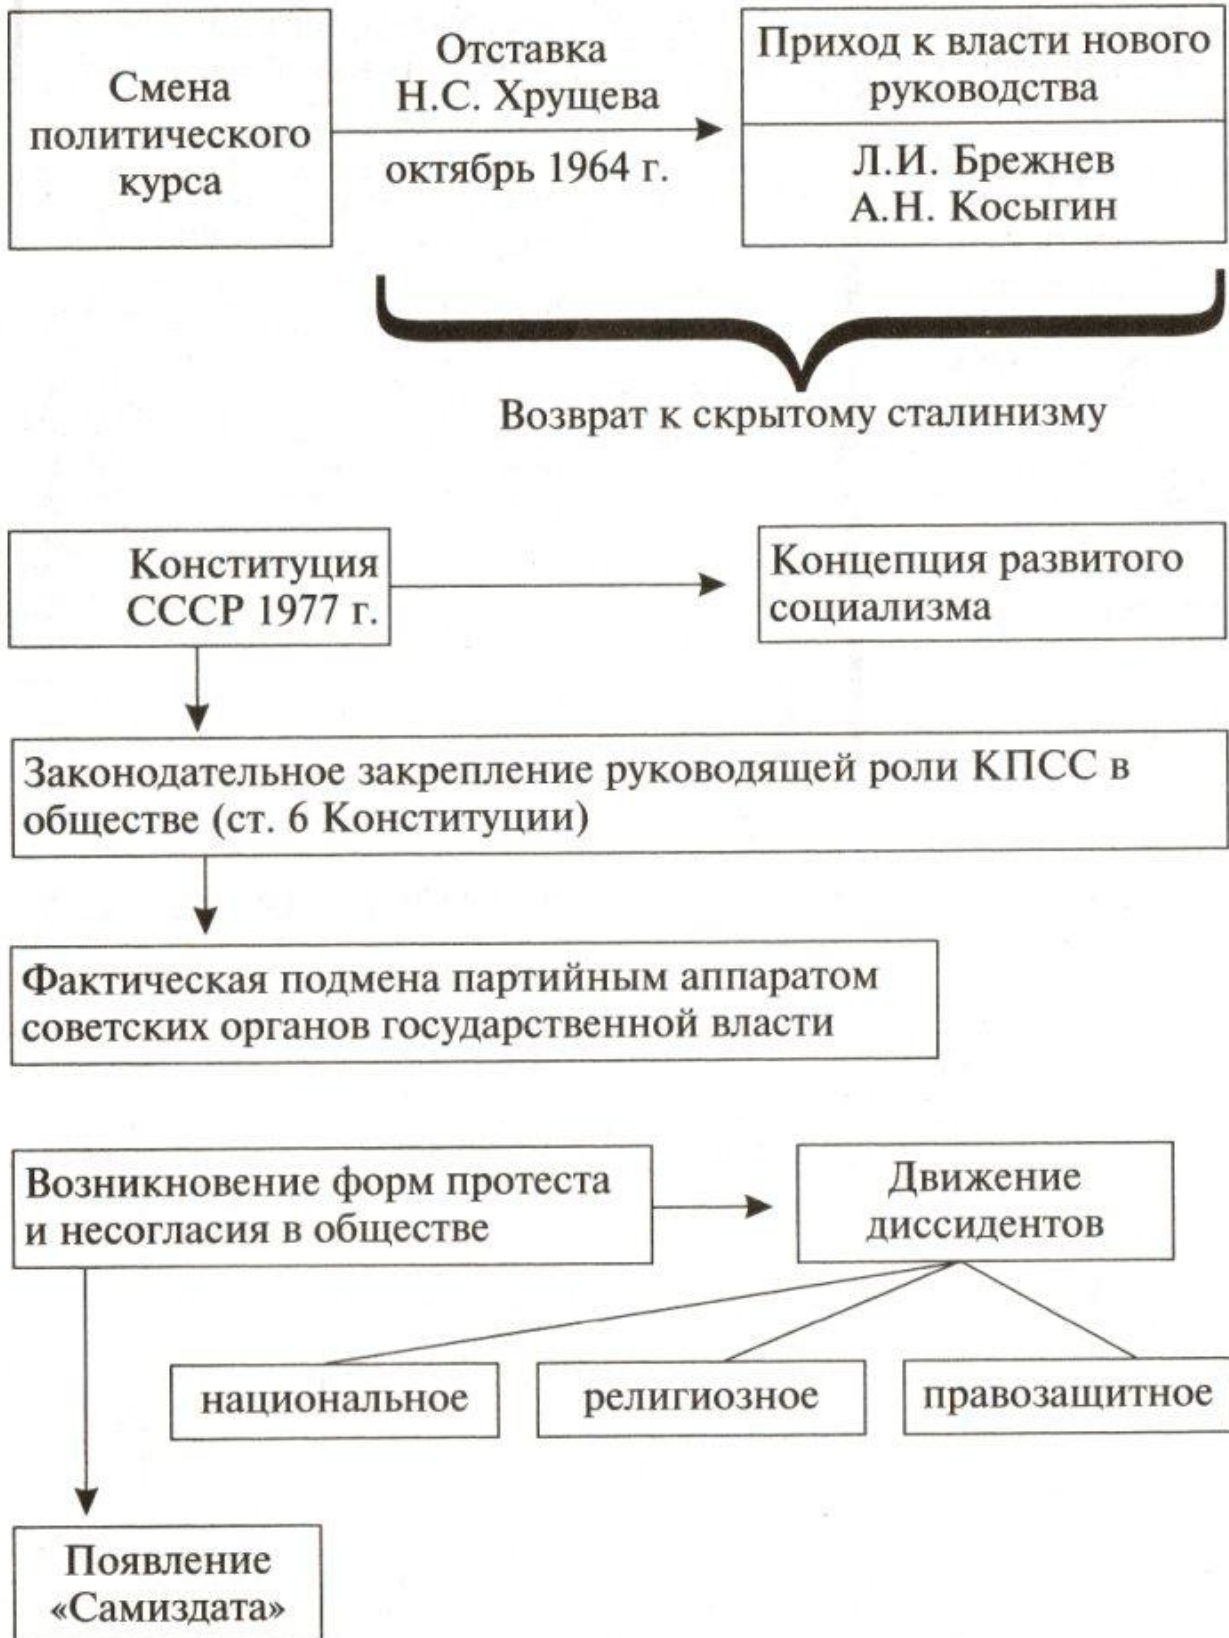 Смена
политического
курса
Отставка
Н.С. Хрущева
октябрь 1964 г.
Приход к власти нового
руководства
Л.И. Брежнев
А.Н. Косыгин
Возврат к скрытому сталинизму
Конституция
СССР 1977 г.
Концепция развитого
социализма
Законодательное закрепление руководящей роли КПСС в
обществе (ст. 6 Конституции)
Фактическая подмена партийным аппаратом
советских органов государственной власти
Возникновение форм протеста
и несогласия в обществе
Движение
диссидентов
национальное
религиозное
правозащитное
Появление
«Самиздата»